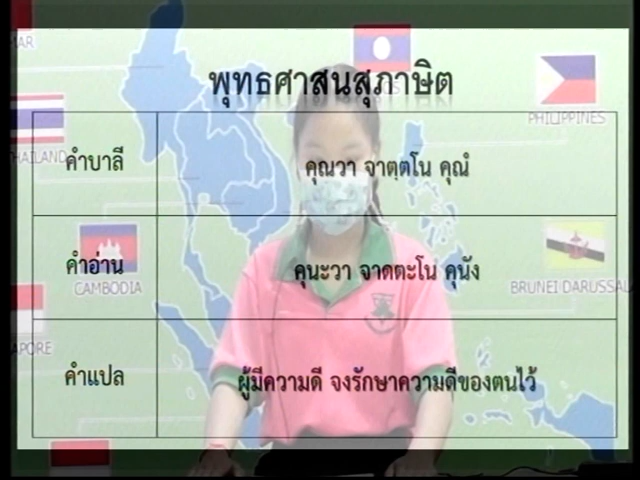 พุทธศาสนสุภาษิต
คำบาลี
คุณวา จาตฺตโน คุณํ
คำอ่าน
คุนะวา จาดตะโน คุนัง
คำแปล
ผู้มีความดี จงรักษาความดีของตนไว้
PHILIPPINES
THAILAND
CAMBODIA
BRUNEI DARUSSAL
APORE
MAR